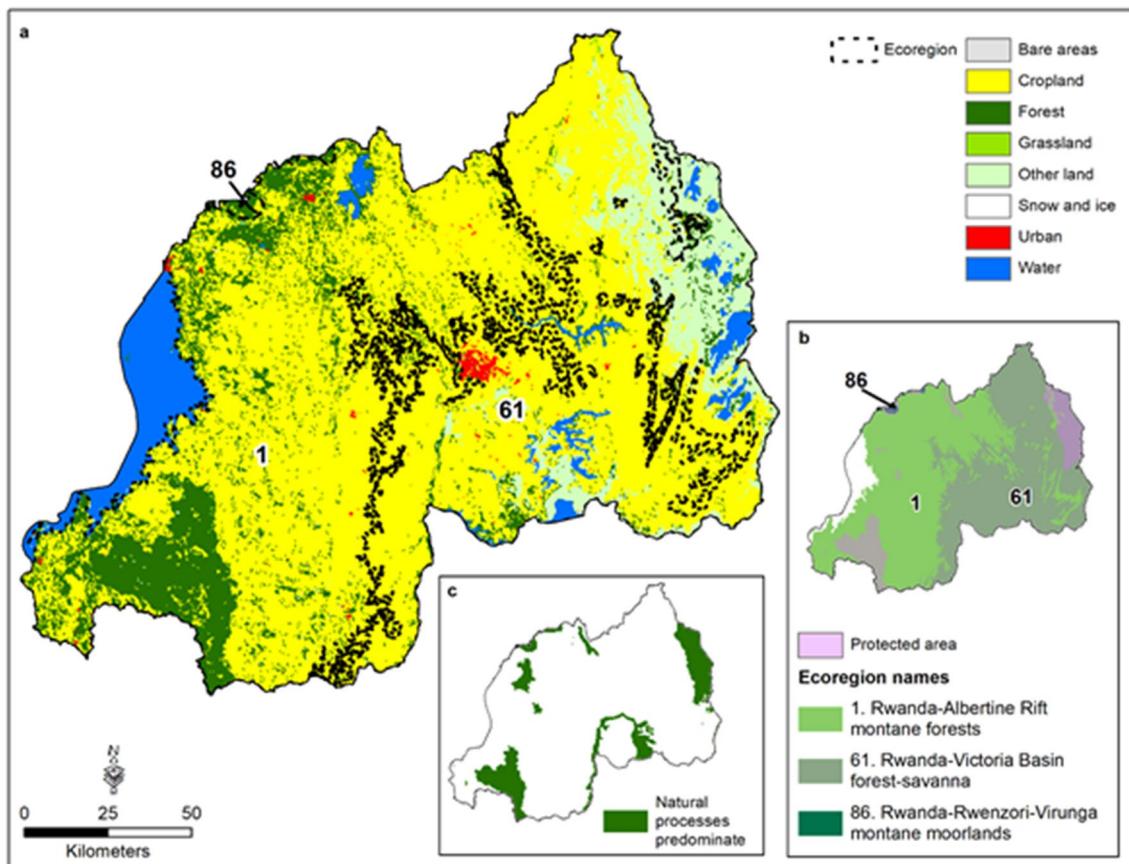 a
Ecoregion
Bare areas
Cropland
Forest
Grassland
Other land
Snow and ice
Urban
Water
86
1
61
b
86
1
61
Protected area
Ecoregion names
1. Rwanda-Albertine Rift
montane forests
61. Rwanda-Victoria Basin
forest-savanna
86. Rwanda-Rwenzori-Virunga
montane moorlands
c
Natural
processes
predominate
N
0 25 50
Kilometers